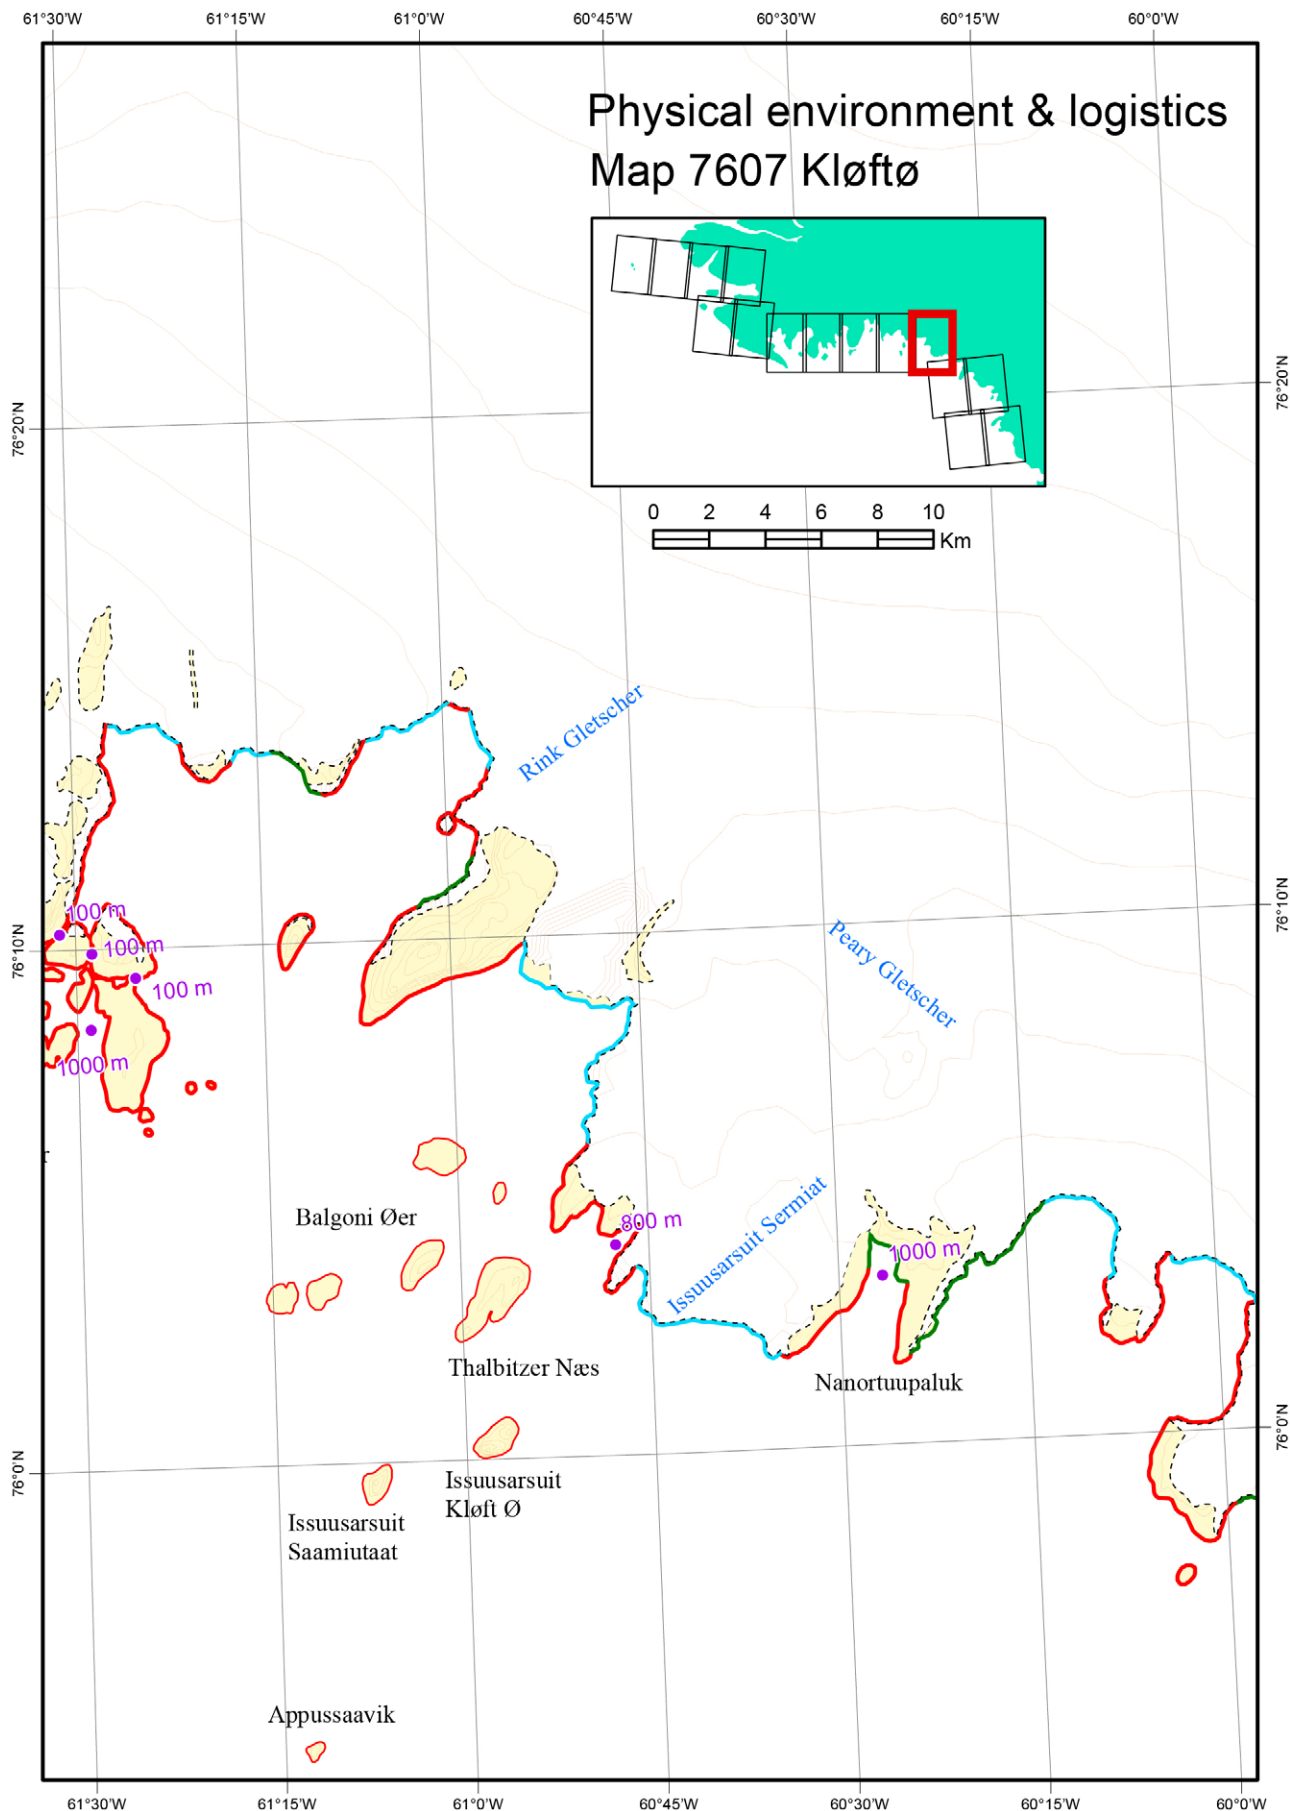 61°30'W 61°15'W 61°0'W 60°45'W 60°30'W 60°15'W 60°0'W
Physical environment & logistics
Map 7607 Kløftø
76°20'N
76°20'N
0 2 4 6 8 10
Km
Rink Gletscher
76°10'N
76°10'N
100 m
100 m
100 m
1000 m
Peary Gletscher
r
Balgoni Øer
800 m
Issuusarsuit Sermiat
1000 m
Thalbitzer Næs
Nanortuupaluk
76°0'N
76°0'N
Issuusarsuit
Kløft Ø
Issuusarsuit
Saamiutaat
Appussaavik
61°30'W 61°15'W 61°0'W 60°45'W 60°30'W 60°15'W 60°0'W